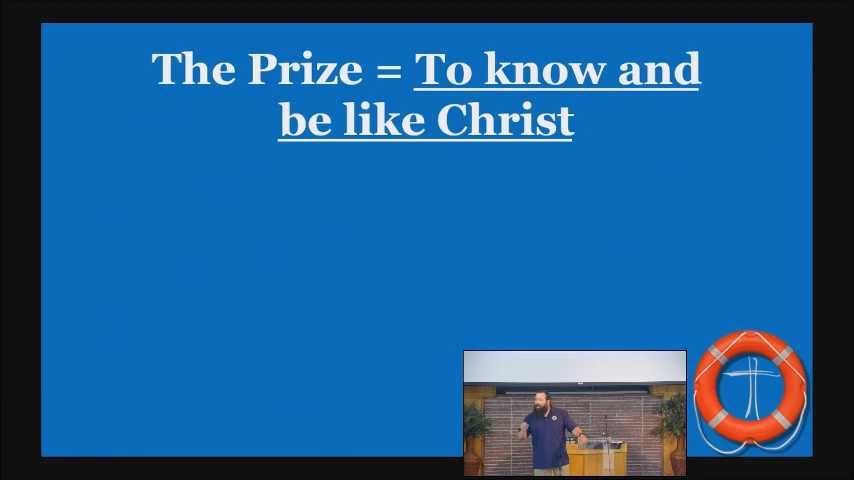 The Prize = To know and
be like Christ